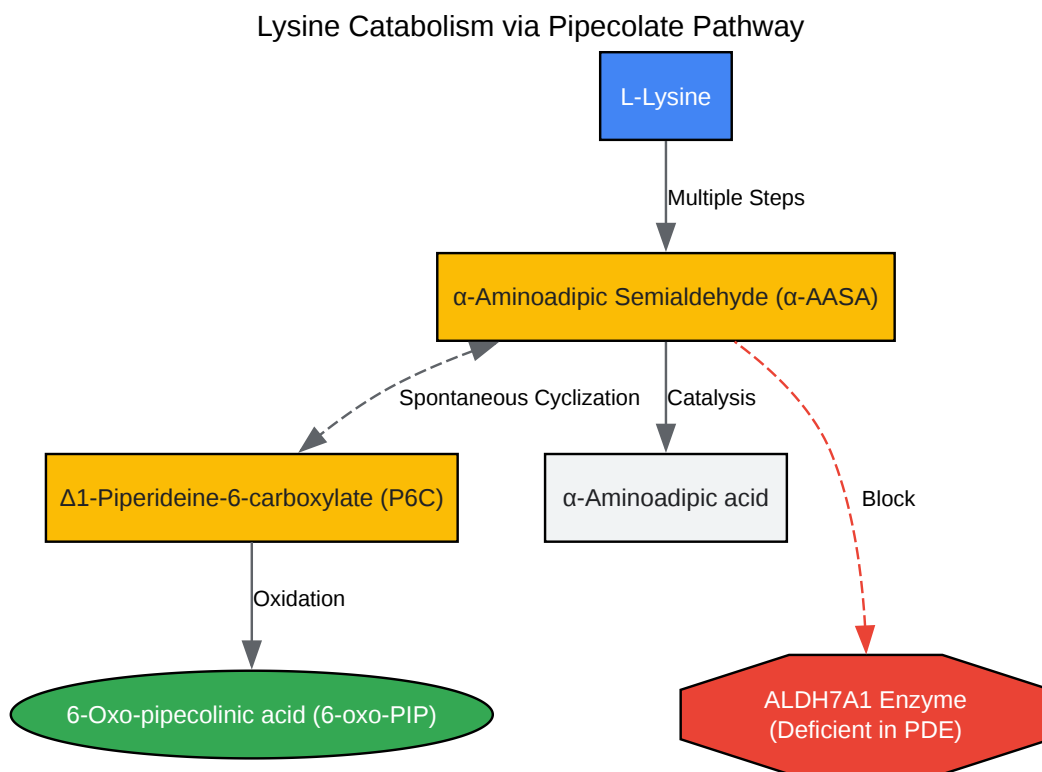 Lysine Catabolism via Pipecolate Pathway
L-Lysine
Multiple Steps
α-Aminoadipic Semialdehyde (α-AASA)
Spontaneous Cyclization
Catalysis
Δ1-Piperideine-6-carboxylate (P6C)
α-Aminoadipic acid
Block
Oxidation
6-Oxo-pipecolinic acid (6-oxo-PIP)
ALDH7A1 Enzyme
(Deficient in PDE)